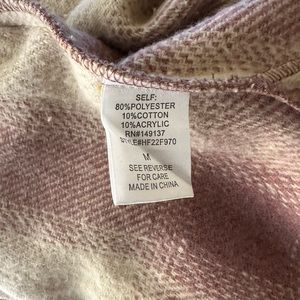 SELF:
80%POLYESTER
10%COTTON
10%ACRYLIC
RN#149137
STYLE#HF22F970
M
SEE REVERSE
FOR CARE
MADE IN CHINA